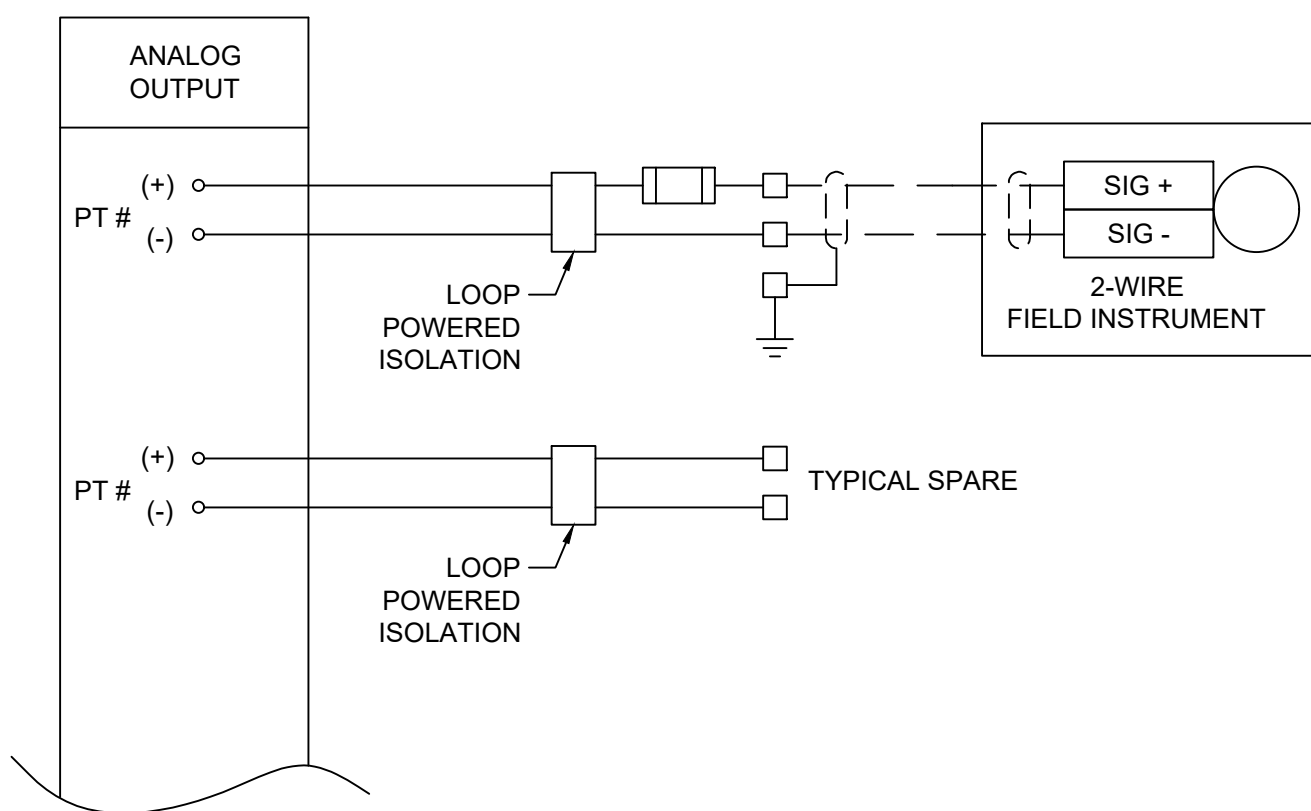 ANALOG
OUTPUT
(+)
PT #
(-)
SIG +
SIG -
LOOP
POWERED
ISOLATION
2-WIRE
FIELD INSTRUMENT
(+)
PT #
(-)
TYPICAL SPARE
LOOP
POWERED
ISOLATION